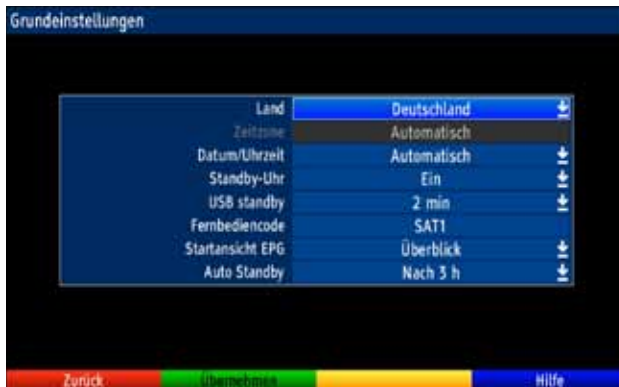 Grundeinstellungen
Land Deutschland
Zeitzone Automatisch
Datum/Uhrzeit Automatisch
Standby-Uhr Ein
USB standby 2 min
Fernbediencode SAT1
Startansicht EPG Überblick
Auto Standby Nach 3 h
Zurück Übernehmen Hilfe